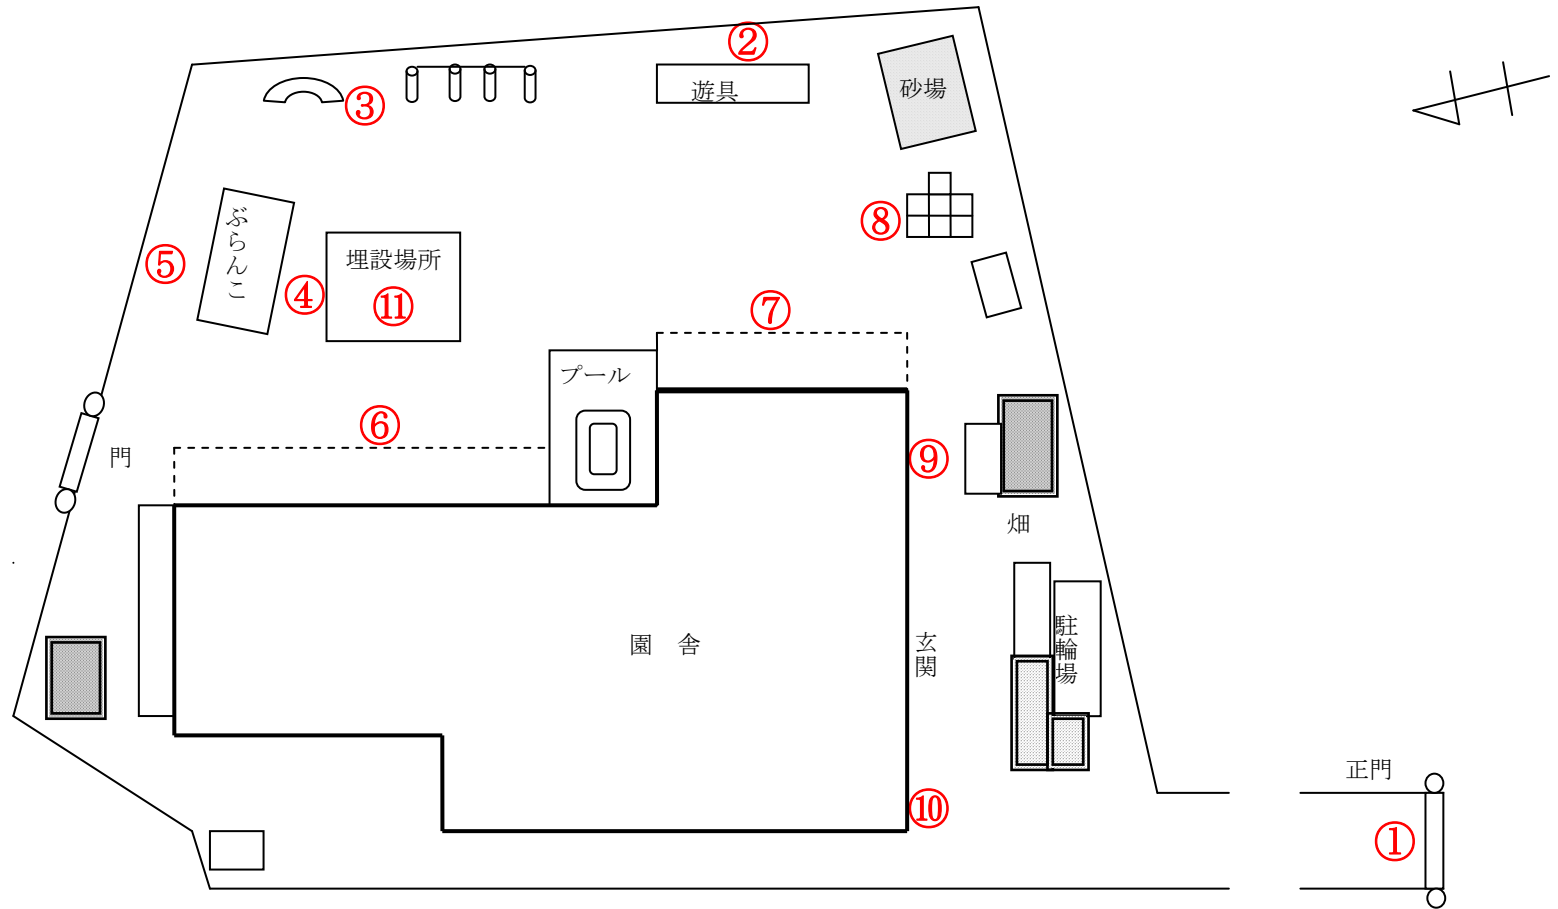 ②
遊具
砂場
③
⑧
ぶらんこ
⑤
④
埋設場所
⑪
⑦
プール
⑥
門
⑨
畑
園 舎
玄関
駐輪場
正門
⑩
①